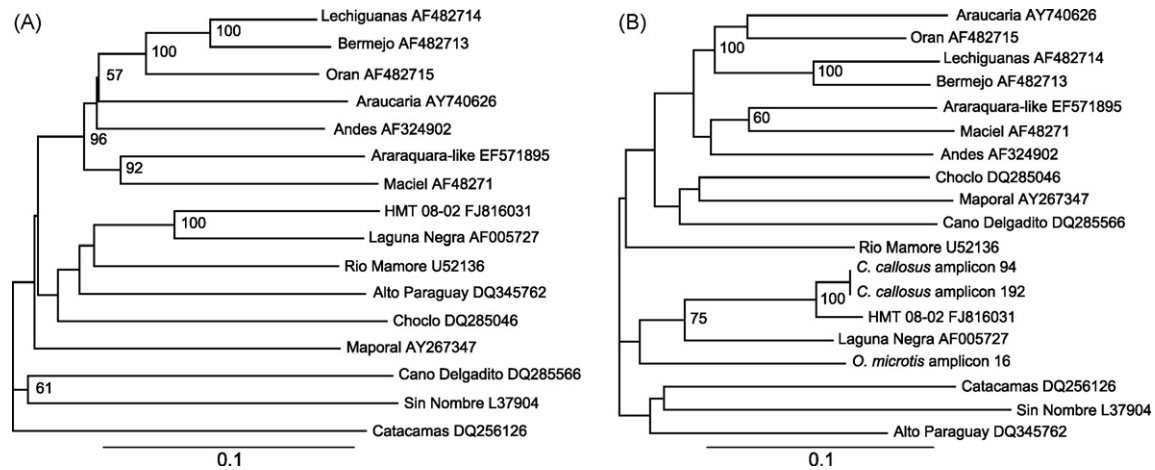 (A)
Lechiguanas AF482714
100
Bermejo AF482713
100
Oran AF482715
57
Araucaria AY740626
Andes AF324902
96
Araraquara-like EF571895
92
Maciel AF48271
HMT 08-02 FJ816031
100
Laguna Negra AF005727
Rio Mamore U52136
Alto Paraguay DQ345762
Choclo DQ285046
Maporal AY267347
Cano Delgadito DQ285566
61
Sin Nombre L37904
Catacamas DQ256126
0.1
(B)
Araucaria AY740626
100
Oran AF482715
Lechiguanas AF482714
100
Bermejo AF482713
Araraquara-like EF571895
60
Maciel AF48271
Andes AF324902
Choclo DQ285046
Maporal AY267347
Cano Delgadito DQ285566
Rio Mamore U52136
C. callosus amplicon 94
C. callosus amplicon 192
100
HMT 08-02 FJ816031
75
Laguna Negra AF005727
O. microtis amplicon 16
Catacamas DQ256126
Sin Nombre L37904
Alto Paraguay DQ345762
0.1